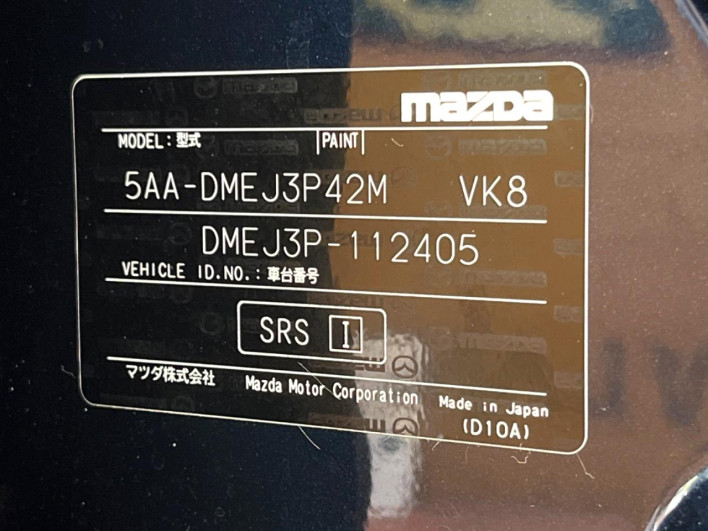 mazda
MODEL：型式 |PAINT|
5AA-DMEJ3P42M VK8
DMEJ3P-112405
VEHICLE ID.NO.：車台番号
SRS I
マツダ株式会社 Mazda Motor Corporation Made in Japan
(D10A)